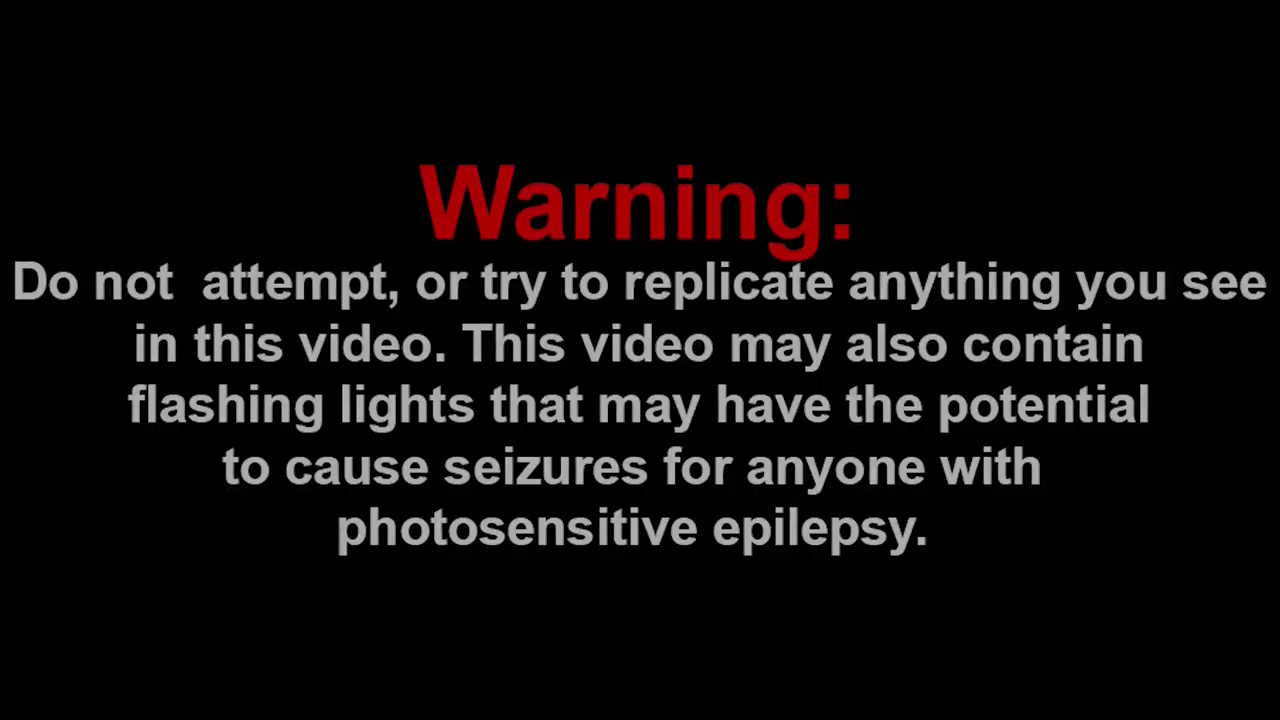 Warning:
Do not  attempt, or try to replicate anything you see
in this video. This video may also contain
flashing lights that may have the potential
to cause seizures for anyone with
photosensitive epilepsy.